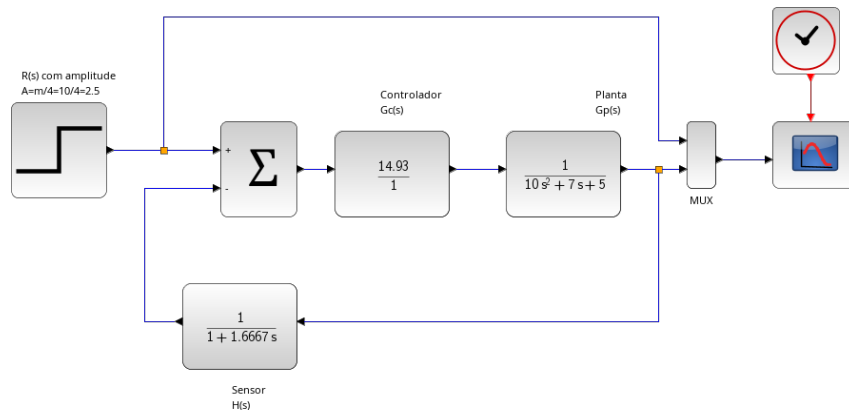 R(s) com amplitude
A=m/4=10/4=2.5
Controlador
Gc(s)
Planta
Gp(s)
+
-
Σ
14.93
1
1
10 s² + 7 s + 5
MUX
1
1 + 1.6667 s
Sensor
H(s)